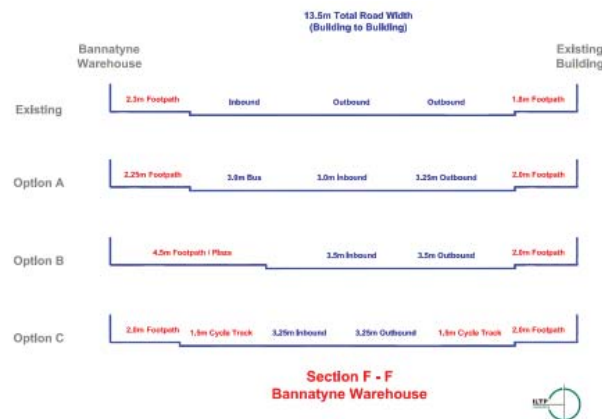 13.5m Total Road Width
(Building to Building)
Bannatyne
Warehouse
Existing
Building
Existing
2.3m Footpath
Inbound
Outbound
Outbound
1.8m Footpath
Option A
2.25m Footpath
3.0m Bus
3.0m Inbound
3.25m Outbound
2.0m Footpath
Option B
4.5m Footpath / Plaza
3.5m Inbound
3.5m Outbound
2.0m Footpath
Option C
2.0m Footpath
1.5m Cycle Track
3.25m Inbound
3.25m Outbound
1.5m Cycle Track
2.0m Footpath
Section F - F
Bannatyne Warehouse
ILTP